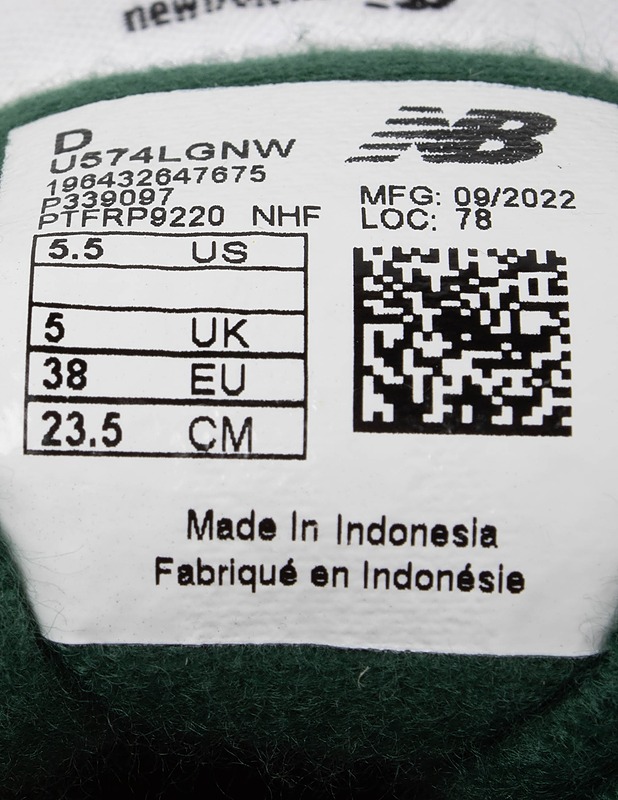 D
U574LGNW
196432647675
P339097
PTFRP9220 NHF
NB
MFG: 09/2022
LOC: 78
5.5 US
5 UK
38 EU
23.5 CM
Made In Indonesia
Fabriqué en Indonésie